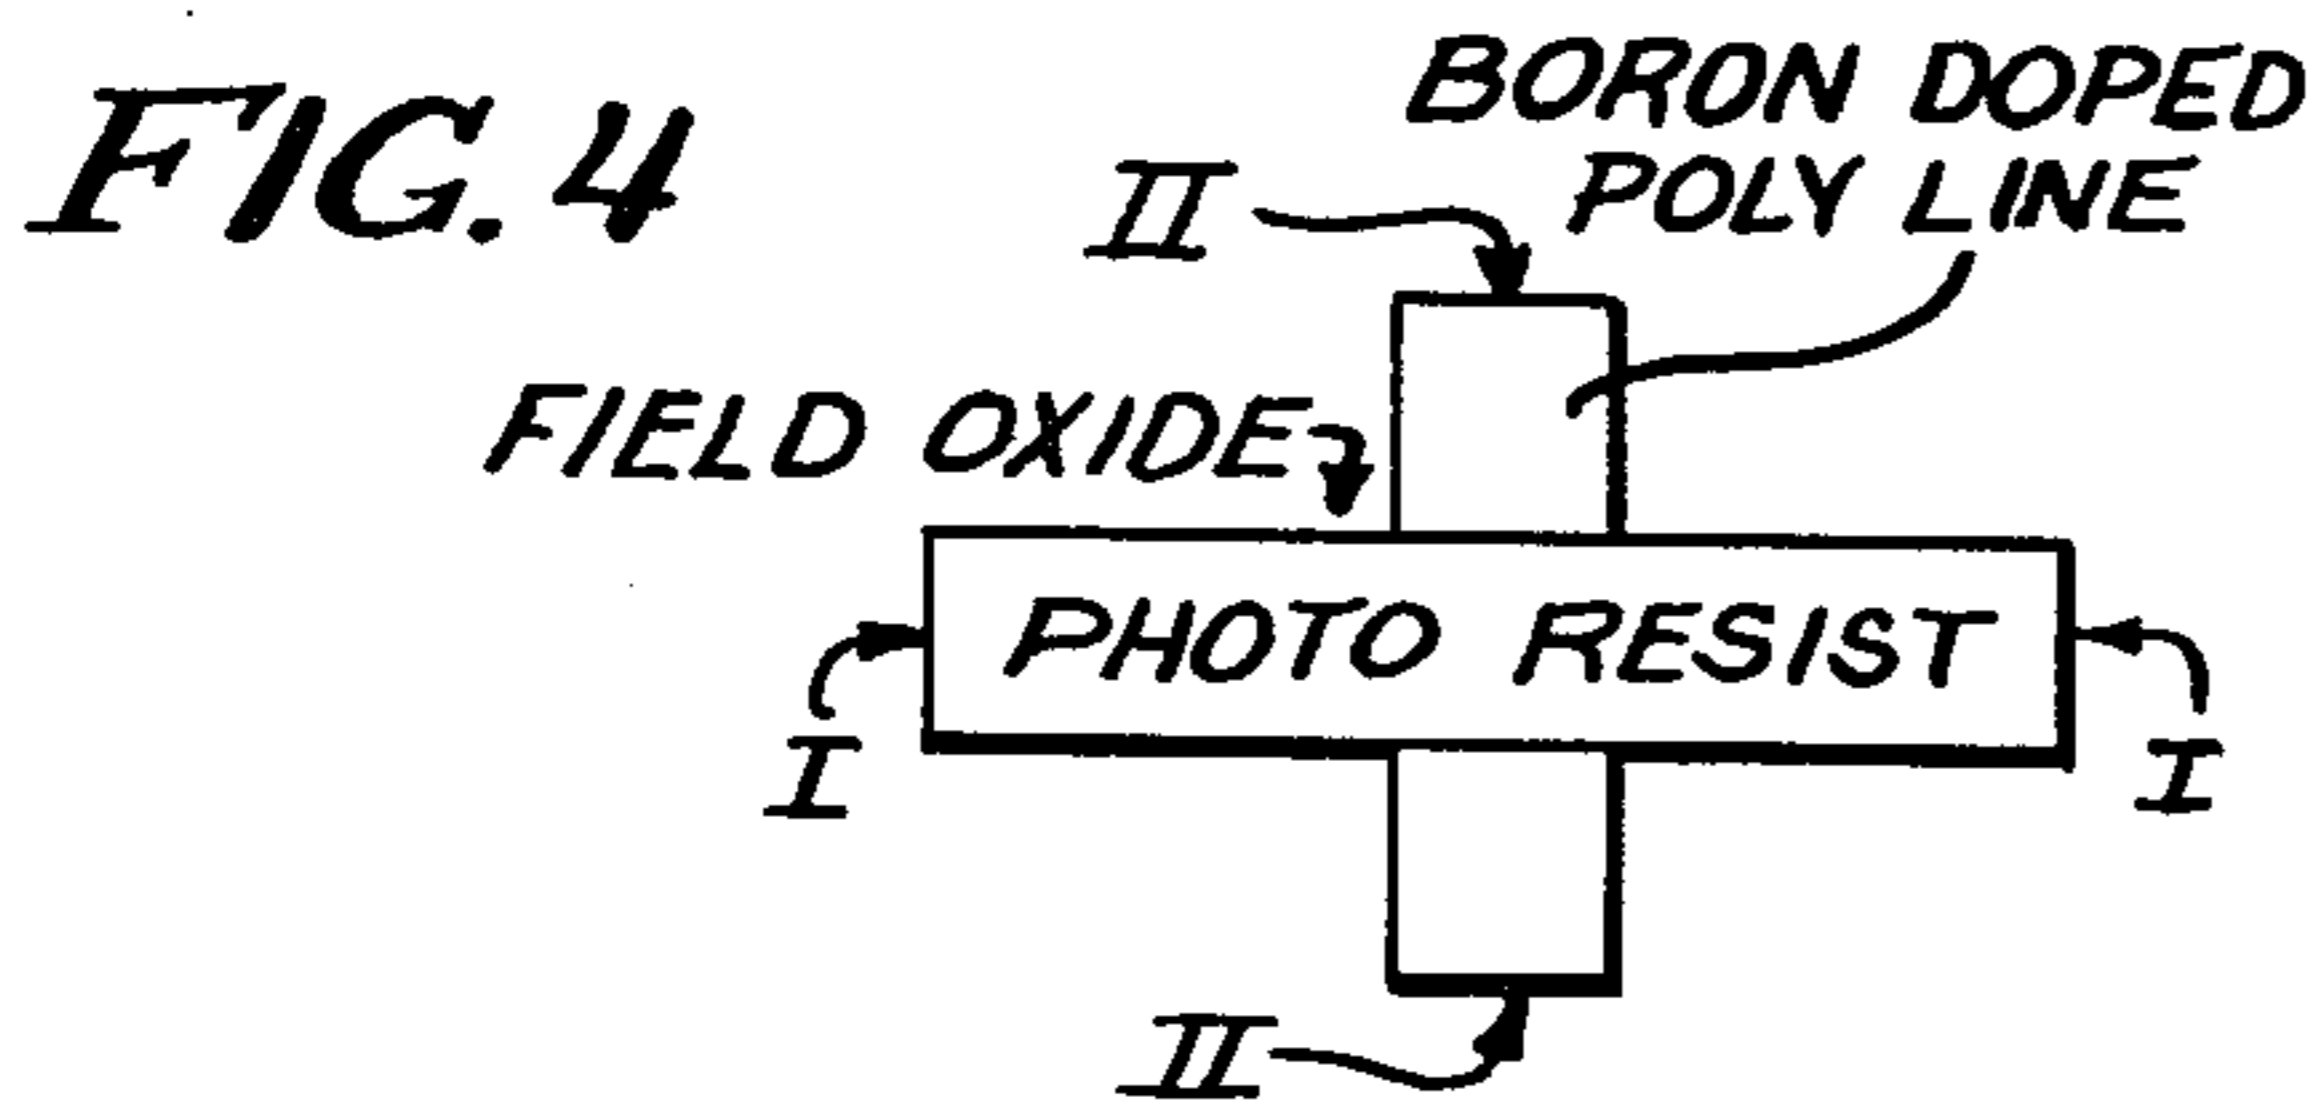 FIG. 4
BORON DOPED
POLY LINE
II
FIELD OXIDE
PHOTO RESIST
I
I
II